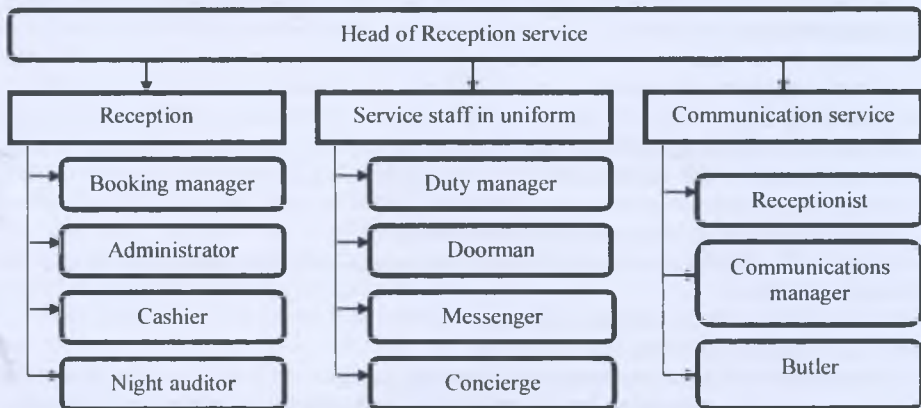 Head of Reception service
Reception
Booking manager
Administrator
Cashier
Night auditor
Service staff in uniform
Duty manager
Doorman
Messenger
Concierge
Communication service
Receptionist
Communications
manager
Butler